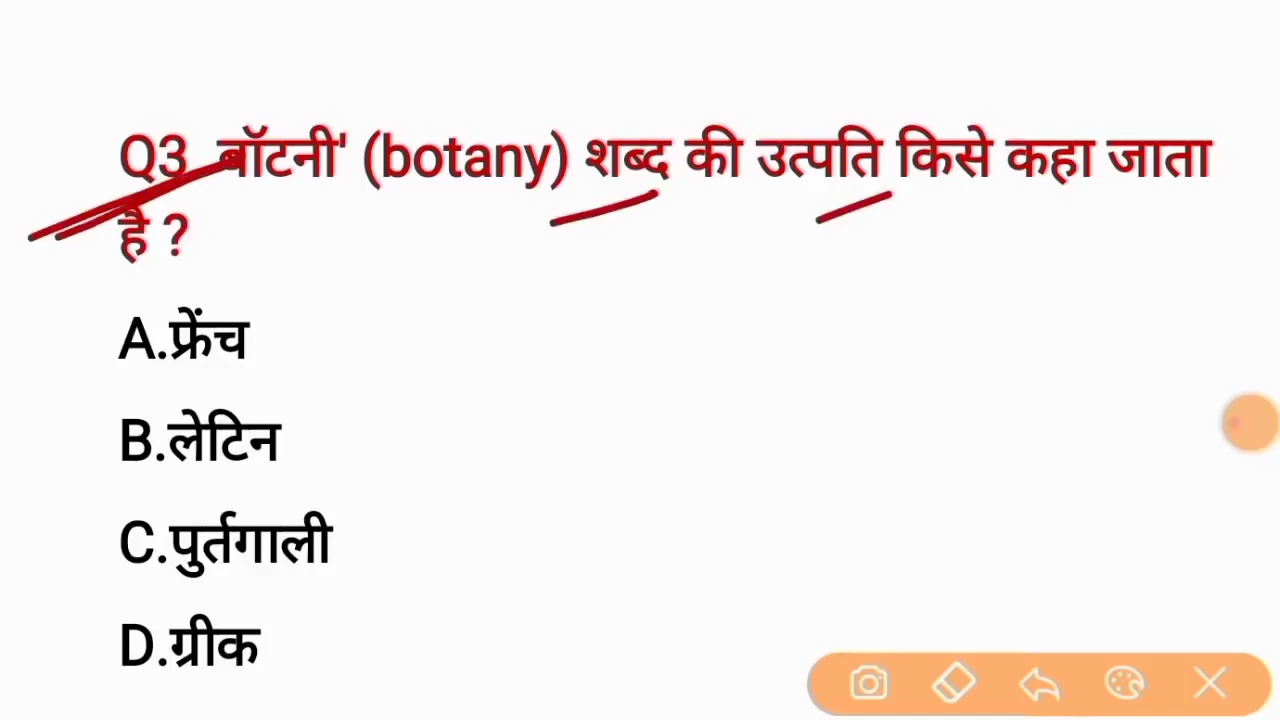 Q3 बॉटनी' (botany) शब्द की उत्पति किसे कहा जाता
है ?
A.फ्रेंच
B.लेटिन
C.पुर्तगाली
D.ग्रीक